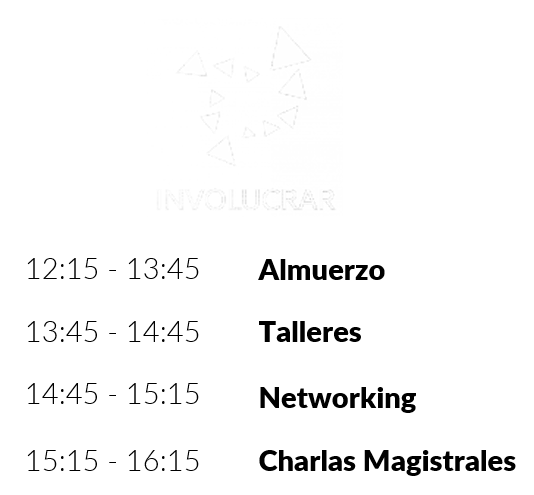 INVOLUCRAR
12:15 - 13:45 Almuerzo
13:45 - 14:45 Talleres
14:45 - 15:15 Networking
15:15 - 16:15 Charlas Magistrales